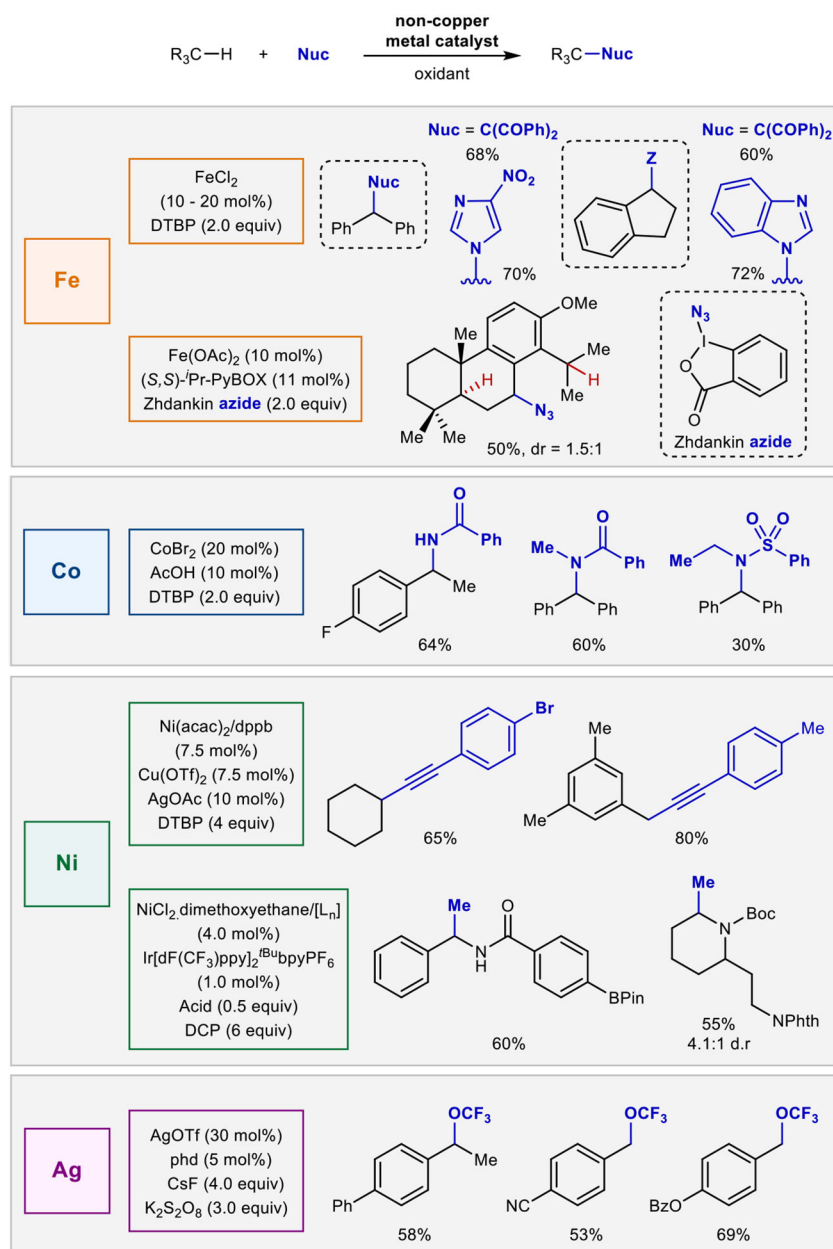 R3C–H + Nuc non-copper metal catalyst oxidant R3C–Nuc
Fe
FeCl2
(10 - 20 mol%)
DTBP (2.0 equiv)
Nuc
Ph Ph
Nuc = C(COPh)2
68%
N
NO2
N
70%
Z
Nuc = C(COPh)2
60%
N
N
72%
Fe(OAc)2 (10 mol%)
(S,S)-iPr-PyBOX (11 mol%)
Zhdankin azide (2.0 equiv)
OMe
Me
Me
H
H
Me
N3
Me Me
50%, dr = 1.5:1
N3
I
O
O
Zhdankin azide
Co
CoBr2 (20 mol%)
AcOH (10 mol%)
DTBP (2.0 equiv)
O
HN Ph
Me
F
64%
O
Me N Ph
Ph Ph
60%
O O
S
Me N Ph
Ph Ph
30%
Ni
Ni(acac)2/dppb
(7.5 mol%)
Cu(OTf)2 (7.5 mol%)
AgOAc (10 mol%)
DTBP (4 equiv)
Br
65%
Me
Me
Me
80%
NiCl2.dimethoxyethane/[Ln]
(4.0 mol%)
Ir[dF(CF3)ppy]2tBubpyPF6
(1.0 mol%)
Acid (0.5 equiv)
DCP (6 equiv)
Me
O
N
H
BPin
60%
Me
N Boc
NPhth
55%
4.1:1 d.r
Ag
AgOTf (30 mol%)
phd (5 mol%)
CsF (4.0 equiv)
K2S2O8 (3.0 equiv)
OCF3
Me
Ph
58%
OCF3
CN
53%
OCF3
BzO
69%